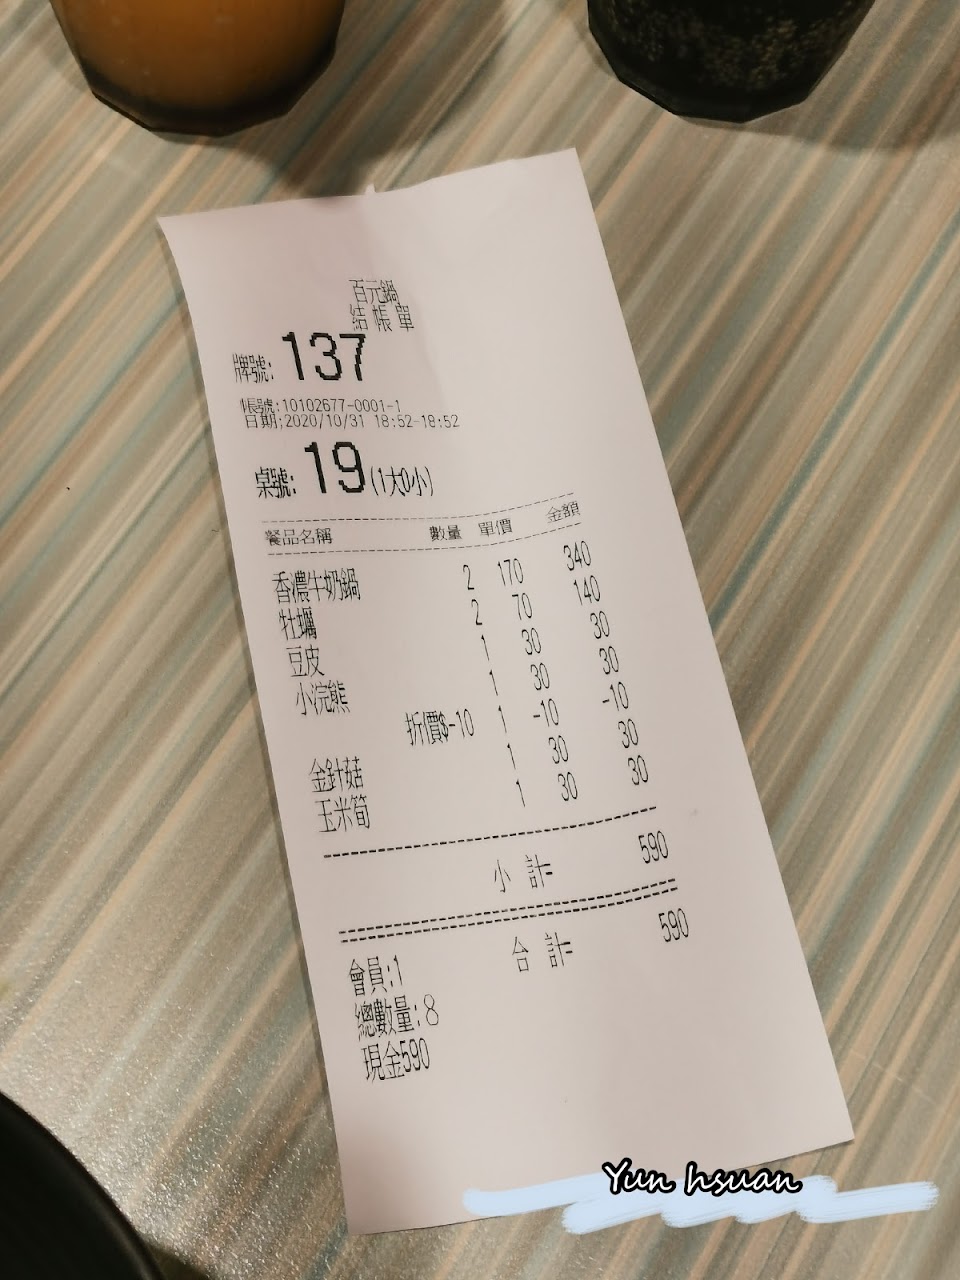 百元鍋
結 帳 單
牌號: 137
帳號:10102677-0001-1
日期:2020/10/31 18:52-18:52
桌號: 19(1大0小)
餐品名稱 數量 單價 金額
香濃牛奶鍋 2 170 340
牡蠣 2 70 140
豆皮 1 30 30
小浣熊 1 30 30
折價$-10 1 -10 -10
金針菇 1 30 30
玉米筍 1 30 30
小 計= 590
合 計= 590
會員:1
總數量:8
現金590
Yun hsuan